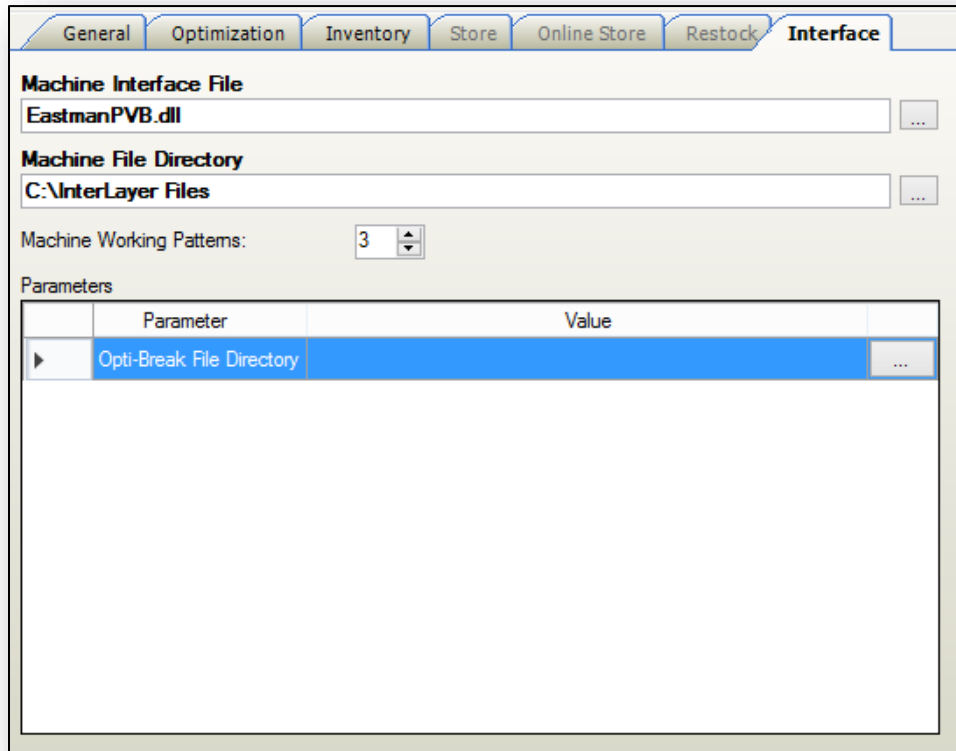 General Optimization Inventory Store Online Store Restock Interface
Machine Interface File
EastmanPVB.dll ...
Machine File Directory
C:\InterLayer Files ...
Machine Working Patterns: 3
Parameters
Parameter Value
Opti-Break File Directory ...